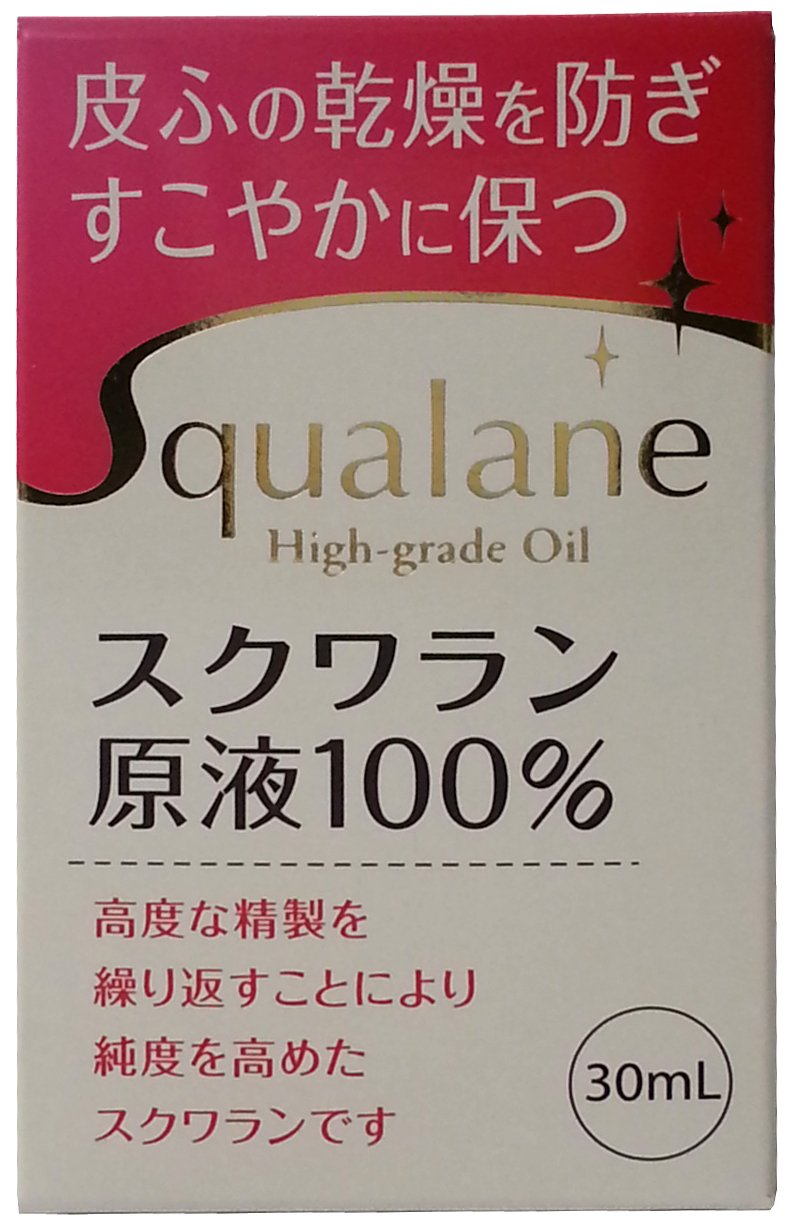 皮ふの乾燥を防ぎ
すこやかに保つ
Squalane
High-grade Oil
スクワラン
原液100%
高度な精製を
繰り返すことにより
純度を高めた
スクワランです
30mL